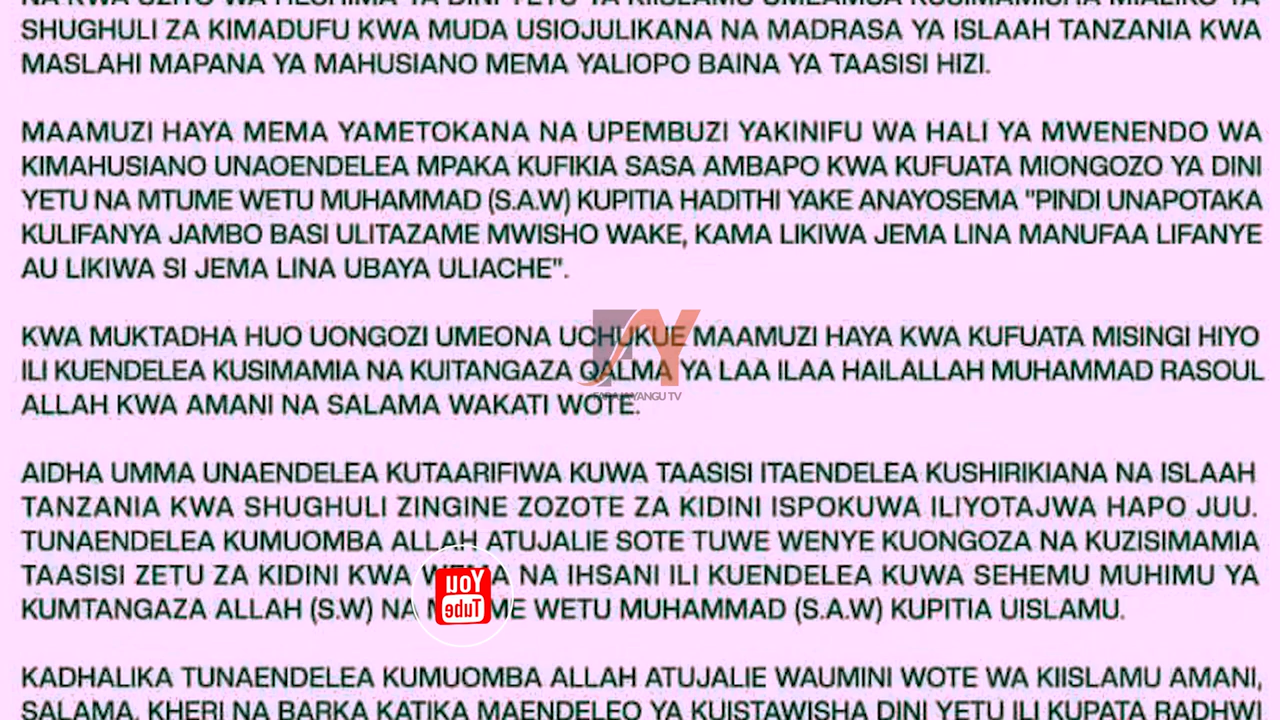 NA KWA UZITO WA HESHIMA YA DINI YETU YA KIISLAMU UMEAMUA KUSIMAMISHA MIALIKO YA
SHUGHULI ZA KIMADUFU KWA MUDA USIOJULIKANA NA MADRASA YA ISLAAH TANZANIA KWA
MASLAHI MAPANA YA MAHUSIANO MEMA YALIOPO BAINA YA TAASISI HIZI.
MAAMUZI HAYA MEMA YAMETOKANA NA UPEMBUZI YAKINIFU WA HALI YA MWENENDO WA
KIMAHUSIANO UNAOENDELEA MPAKA KUFIKIA SASA AMBAPO KWA KUFUATA MIONGOZO YA DINI
YETU NA MTUME WETU MUHAMMAD (S.A.W) KUPITIA HADITHI YAKE ANAYOSEMA "PINDI UNAPOTAKA
KULIFANYA JAMBO BASI ULITAZAME MWISHO WAKE, KAMA LIKIWA JEMA LINA MANUFAA LIFANYE
AU LIKIWA SI JEMA LINA UBAYA ULIACHE".
KWA MUKTADHA HUO UONGOZI UMEONA UCHUKUE MAAMUZI HAYA KWA KUFUATA MISINGI HIYO
ILI KUENDELEA KUSIMAMIA NA KUITANGAZA QALMA YA LAA ILAA HAILALLAH MUHAMMAD RASOUL
ALLAH KWA AMANI NA SALAMA WAKATI WOTE.
TAY
TARAJA YANGU TV
AIDHA UMMA UNAENDELEA KUTAARIFIWA KUWA TAASISI ITAENDELEA KUSHIRIKIANA NA ISLAAH
TANZANIA KWA SHUGHULI ZINGINE ZOZOTE ZA KIDINI ISPOKUWA ILIYOTAJWA HAPO JUU.
TUNAENDELEA KUMUOMBA ALLAH ATUJALIE SOTE TUWE WENYE KUONGOZA NA KUZISIMAMIA
TAASISI ZETU ZA KIDINI KWA WEMA NA IHSANI ILI KUENDELEA KUWA SEHEMU MUHIMU YA
KUMTANGAZA ALLAH (S.W) NA MTUME WETU MUHAMMAD (S.A.W) KUPITIA UISLAMU.
You
Tube
KADHALIKA TUNAENDELEA KUMUOMBA ALLAH ATUJALIE WAUMINI WOTE WA KIISLAMU AMANI,
SALAMA, KHERI NA BARKA KATIKA MAENDELEO YA KUISTAWISHA DINI YETU ILI KUPATA RADHWI